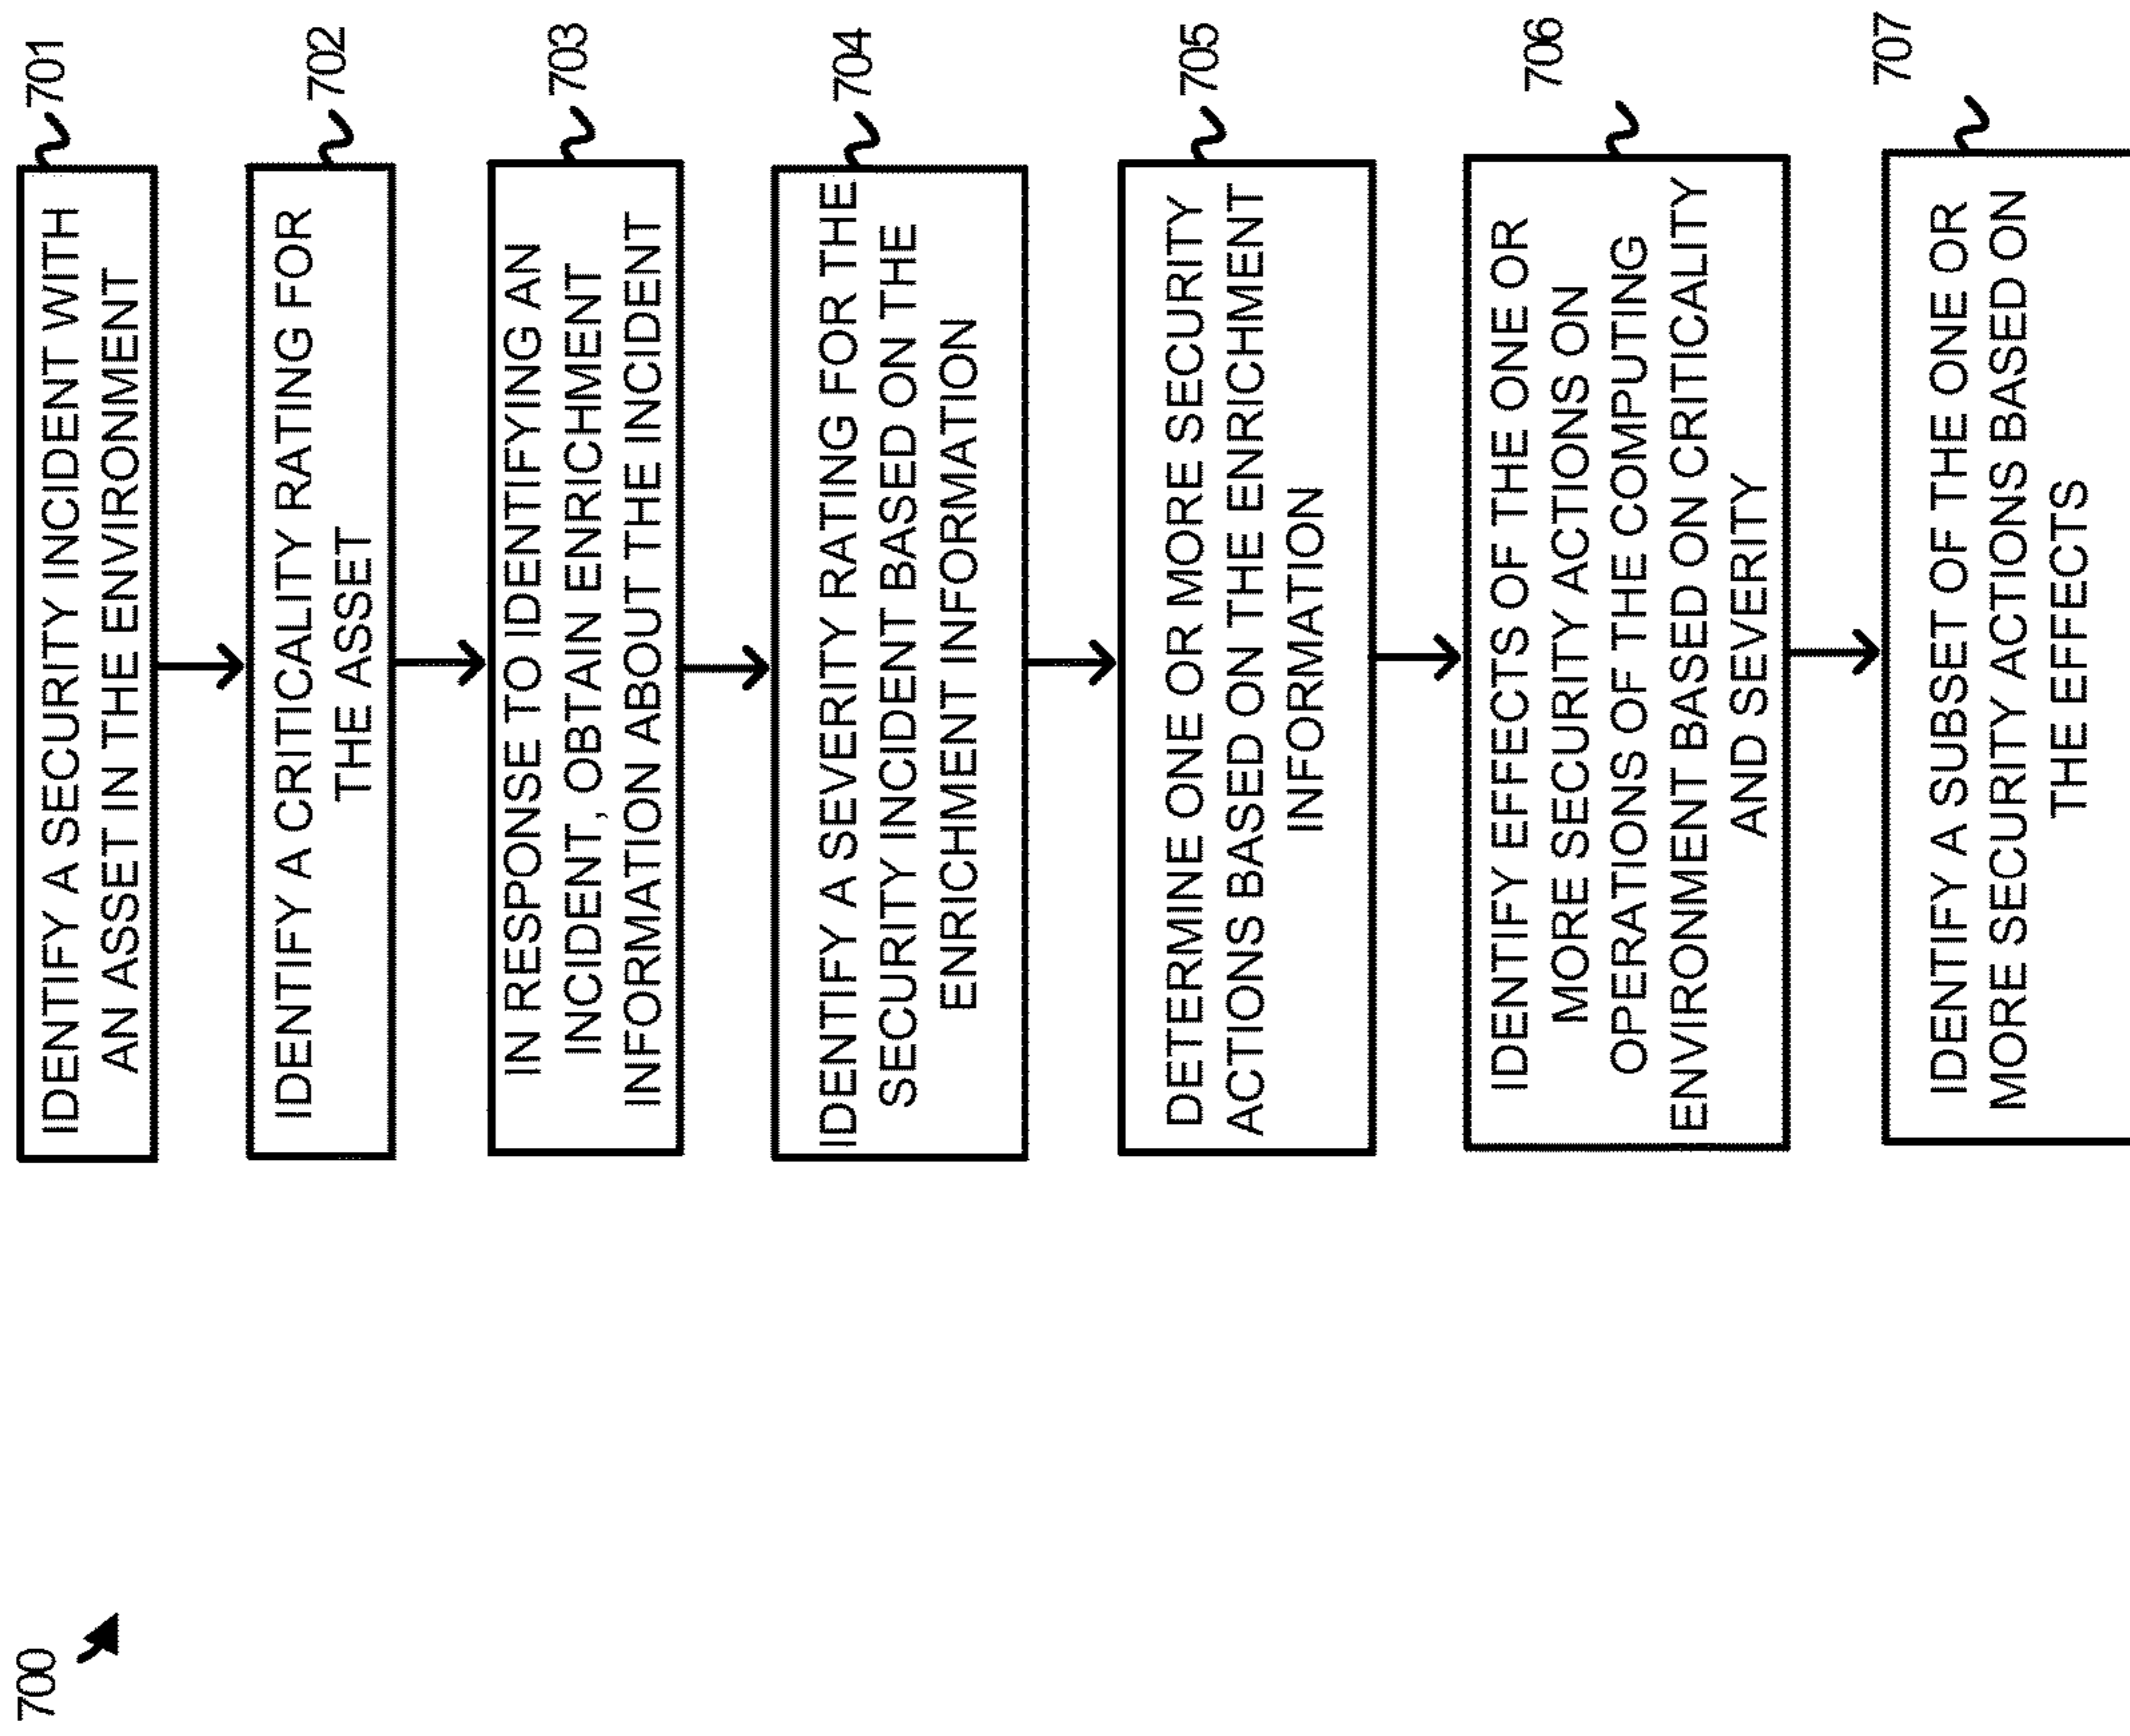 700
IDENTIFY A SECURITY INCIDENT WITH
AN ASSET IN THE ENVIRONMENT
701
IDENTIFY A CRITICALITY RATING FOR
THE ASSET
702
IN RESPONSE TO IDENTIFYING AN
INCIDENT, OBTAIN ENRICHMENT
INFORMATION ABOUT THE INCIDENT
703
IDENTIFY A SEVERITY RATING FOR THE
SECURITY INCIDENT BASED ON THE
ENRICHMENT INFORMATION
704
DETERMINE ONE OR MORE SECURITY
ACTIONS BASED ON THE ENRICHMENT
INFORMATION
705
IDENTIFY EFFECTS OF THE ONE OR
MORE SECURITY ACTIONS ON
OPERATIONS OF THE COMPUTING
ENVIRONMENT BASED ON CRITICALITY
AND SEVERITY
706
IDENTIFY A SUBSET OF THE ONE OR
MORE SECURITY ACTIONS BASED ON
THE EFFECTS
707